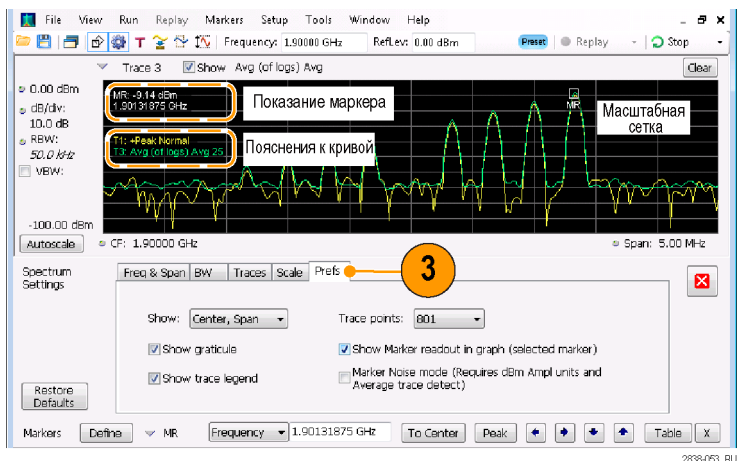 File View Run Replay Markers Setup Tools Window Help
T Frequency: 1.90000 GHz RefLev: 0.00 dBm Preset Replay Stop
Trace 3 Show Avg (of logs) Avg Clear
0.00 dBm
dB/div:
10.0 dB
RBW:
50.0 kHz
VBW:
-100.00 dBm
MR: -9.14 dBm
1.90131875 GHz
Показание маркера
MR
Масштабная
сетка
T1: +Peak Normal
T3: Avg (of logs) Avg 25
Пояснения к кривой
Autoscale CF: 1.90000 GHz Span: 5.00 MHz
Spectrum
Settings
Freq & Span BW Traces Scale Prefs
3
Show: Center, Span Trace points: 801
Show graticule Show Marker readout in graph (selected marker)
Show trace legend Marker Noise mode (Requires dBm Ampl units and
Average trace detect)
Restore
Defaults
Markers Define MR Frequency 1.90131875 GHz To Center Peak Table X
2838-053_RU